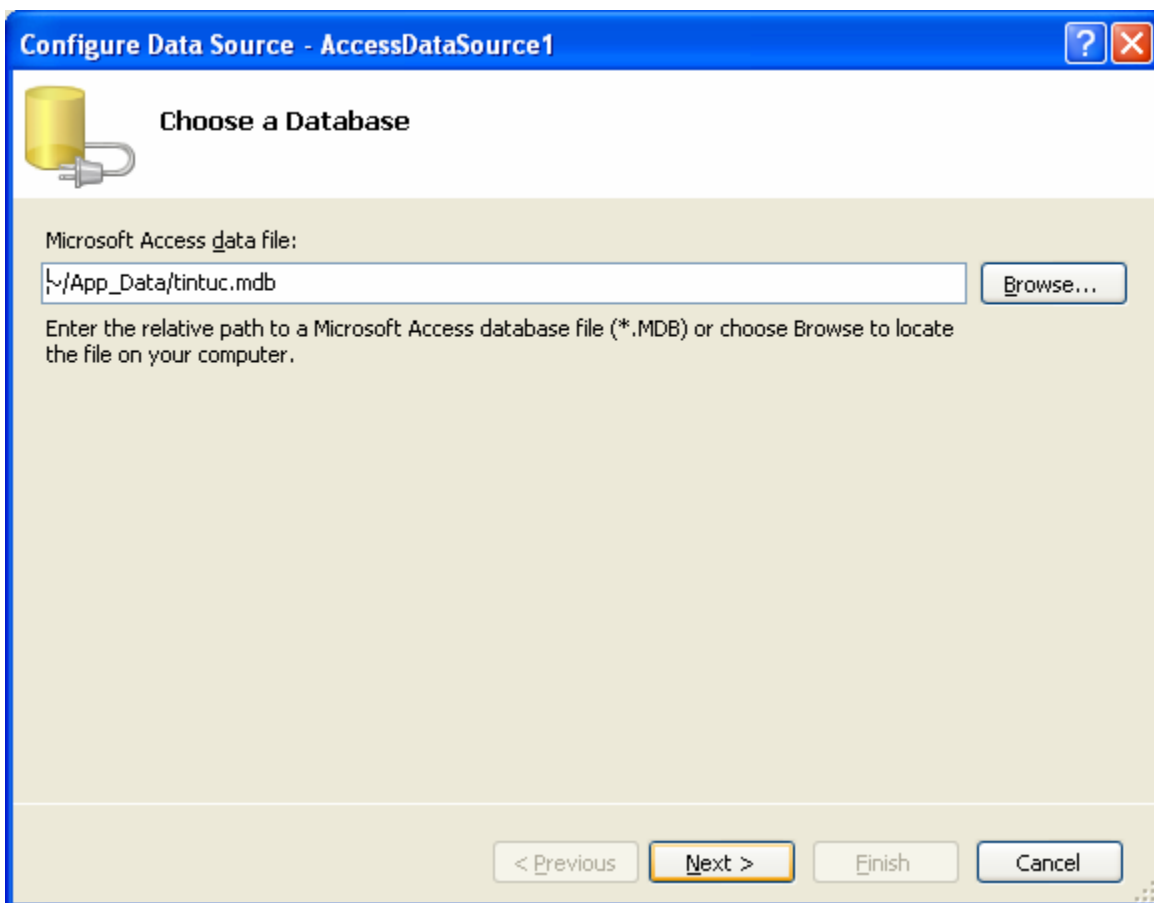 Configure Data Source - AccessDataSource1
Choose a Database
Microsoft Access data file:
~/App_Data/tintuc.mdb
Browse...
Enter the relative path to a Microsoft Access database file (*.MDB) or choose Browse to locate
the file on your computer.
< Previous
Next >
Finish
Cancel